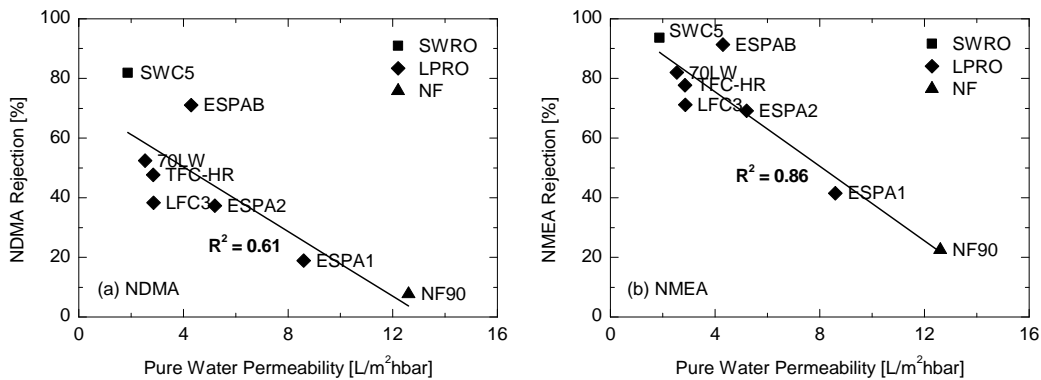 100
80
60
40
20
0
NDMA Rejection [%]
SWRO
LPRO
NF
SWC5
ESPAB
70LW
TFC-HR
LFC3
ESPA2
R² = 0.61
ESPA1
NF90
(a) NDMA
0 4 8 12 16
Pure Water Permeability [L/m²hbar]
100
80
60
40
20
0
NMEA Rejection [%]
SWRO
LPRO
NF
SWC5
ESPAB
70LW
TFC-HR
LFC3
ESPA2
R² = 0.86
ESPA1
NF90
(b) NMEA
0 4 8 12 16
Pure Water Permeability [L/m²hbar]